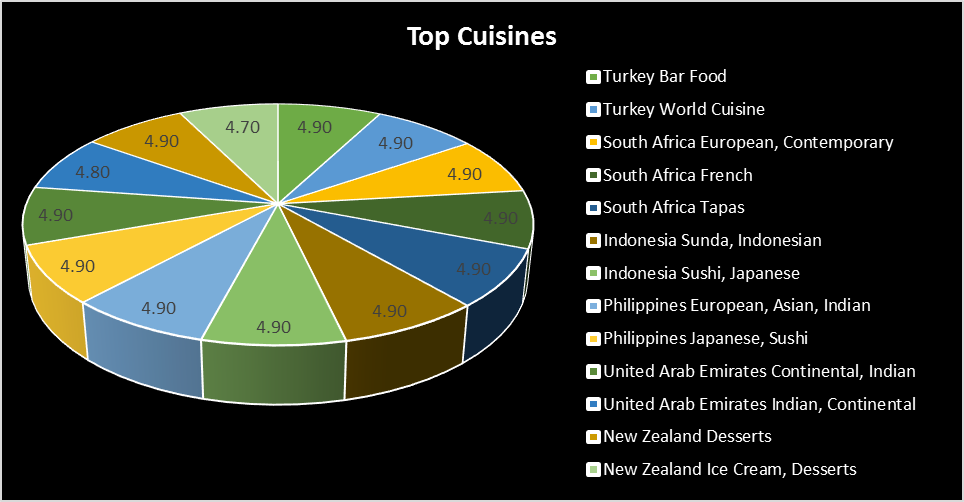 Top Cuisines
4.70
4.90
4.90
4.90
4.90
4.80
4.90
4.90
4.90
4.90
4.90
4.90
4.90
Turkey Bar Food
Turkey World Cuisine
South Africa European, Contemporary
South Africa French
South Africa Tapas
Indonesia Sunda, Indonesian
Indonesia Sushi, Japanese
Philippines European, Asian, Indian
Philippines Japanese, Sushi
United Arab Emirates Continental, Indian
United Arab Emirates Indian, Continental
New Zealand Desserts
New Zealand Ice Cream, Desserts